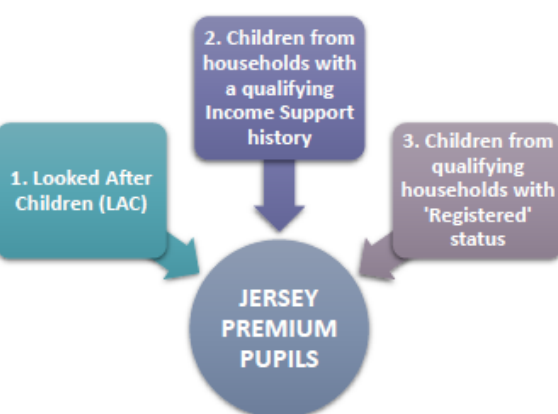 1. Looked After
Children (LAC)
2. Children from
households with
a qualifying
Income Support
history
3. Children from
qualifying
households with
'Registered'
status
JERSEY
PREMIUM
PUPILS